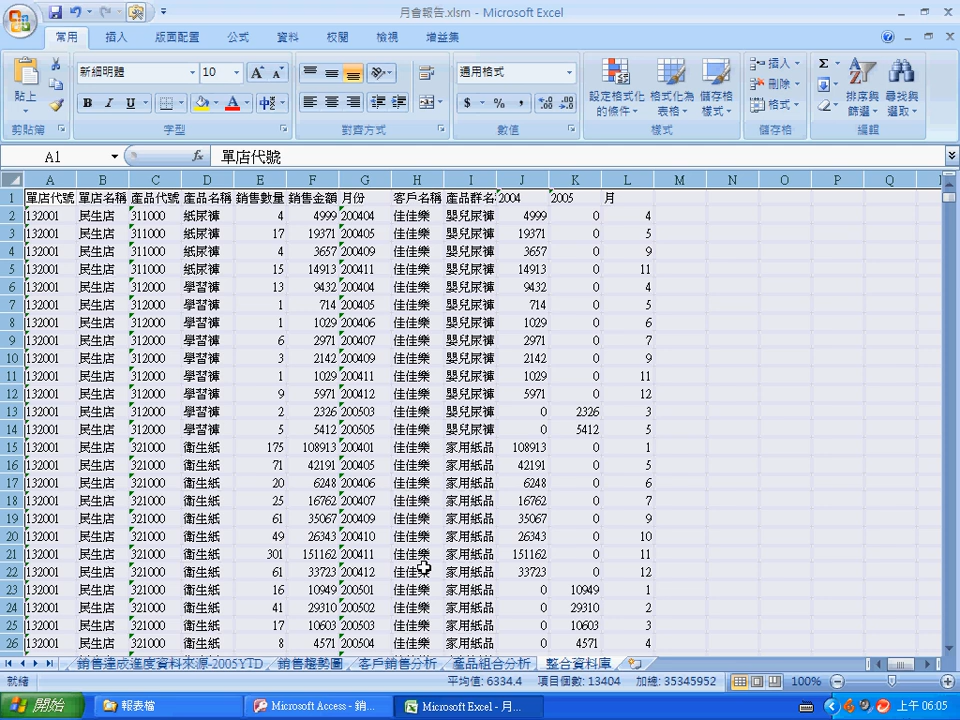 月會報告.xlsm - Microsoft Excel
常用 插入 版面配置 公式 資料 校閱 檢視 增益集
新細明體 10 通用格式
貼上 設定格式化的條件 格式化為表格 儲存格樣式 插入 刪除 格式 排序與篩選 尋找與選取
剪貼簿 字型 對齊方式 數值 樣式 儲存格 編輯
A1 fx 單店代號
A B C D E F G H I J K L M N O P Q
1 單店代號 單店名稱 產品代號 產品名稱 銷售數量 銷售金額 月份 客戶名稱 產品群名 2004 2005 月
2 132001 民生店 311000 紙尿褲 4 4999 200404 佳佳樂 嬰兒尿褲 4999 0 4
3 132001 民生店 311000 紙尿褲 17 19371 200405 佳佳樂 嬰兒尿褲 19371 0 5
4 132001 民生店 311000 紙尿褲 4 3657 200409 佳佳樂 嬰兒尿褲 3657 0 9
5 132001 民生店 311000 紙尿褲 15 14913 200411 佳佳樂 嬰兒尿褲 14913 0 11
6 132001 民生店 312000 學習褲 13 9432 200404 佳佳樂 嬰兒尿褲 9432 0 4
7 132001 民生店 312000 學習褲 1 714 200405 佳佳樂 嬰兒尿褲 714 0 5
8 132001 民生店 312000 學習褲 1 1029 200406 佳佳樂 嬰兒尿褲 1029 0 6
9 132001 民生店 312000 學習褲 6 2971 200407 佳佳樂 嬰兒尿褲 2971 0 7
10 132001 民生店 312000 學習褲 3 2142 200409 佳佳樂 嬰兒尿褲 2142 0 9
11 132001 民生店 312000 學習褲 1 1029 200411 佳佳樂 嬰兒尿褲 1029 0 11
12 132001 民生店 312000 學習褲 9 5971 200412 佳佳樂 嬰兒尿褲 5971 0 12
13 132001 民生店 312000 學習褲 2 2326 200503 佳佳樂 嬰兒尿褲 0 2326 3
14 132001 民生店 312000 學習褲 5 5412 200505 佳佳樂 嬰兒尿褲 0 5412 5
15 132001 民生店 321000 衛生紙 175 108913 200401 佳佳樂 家用紙品 108913 0 1
16 132001 民生店 321000 衛生紙 71 42191 200405 佳佳樂 家用紙品 42191 0 5
17 132001 民生店 321000 衛生紙 20 6248 200406 佳佳樂 家用紙品 6248 0 6
18 132001 民生店 321000 衛生紙 25 16762 200407 佳佳樂 家用紙品 16762 0 7
19 132001 民生店 321000 衛生紙 61 35067 200409 佳佳樂 家用紙品 35067 0 9
20 132001 民生店 321000 衛生紙 49 26343 200410 佳佳樂 家用紙品 26343 0 10
21 132001 民生店 321000 衛生紙 301 151162 200411 佳佳樂 家用紙品 151162 0 11
22 132001 民生店 321000 衛生紙 61 33723 200412 佳佳樂 家用紙品 33723 0 12
23 132001 民生店 321000 衛生紙 16 10949 200501 佳佳樂 家用紙品 0 10949 1
24 132001 民生店 321000 衛生紙 41 29310 200502 佳佳樂 家用紙品 0 29310 2
25 132001 民生店 321000 衛生紙 17 10603 200503 佳佳樂 家用紙品 0 10603 3
26 132001 民生店 321000 衛生紙 8 4571 200504 佳佳樂 家用紙品 0 4571 4
銷售達成進度資料來源-2005YTD 銷售趨勢圖 客戶銷售分析 產品組合分析 整合資料庫
就緒 平均值: 6334.4 項目個數: 13404 加總: 35345952 100%
開始 報表檔 Microsoft Access - 銷... Microsoft Excel - 月... 上午 06:05